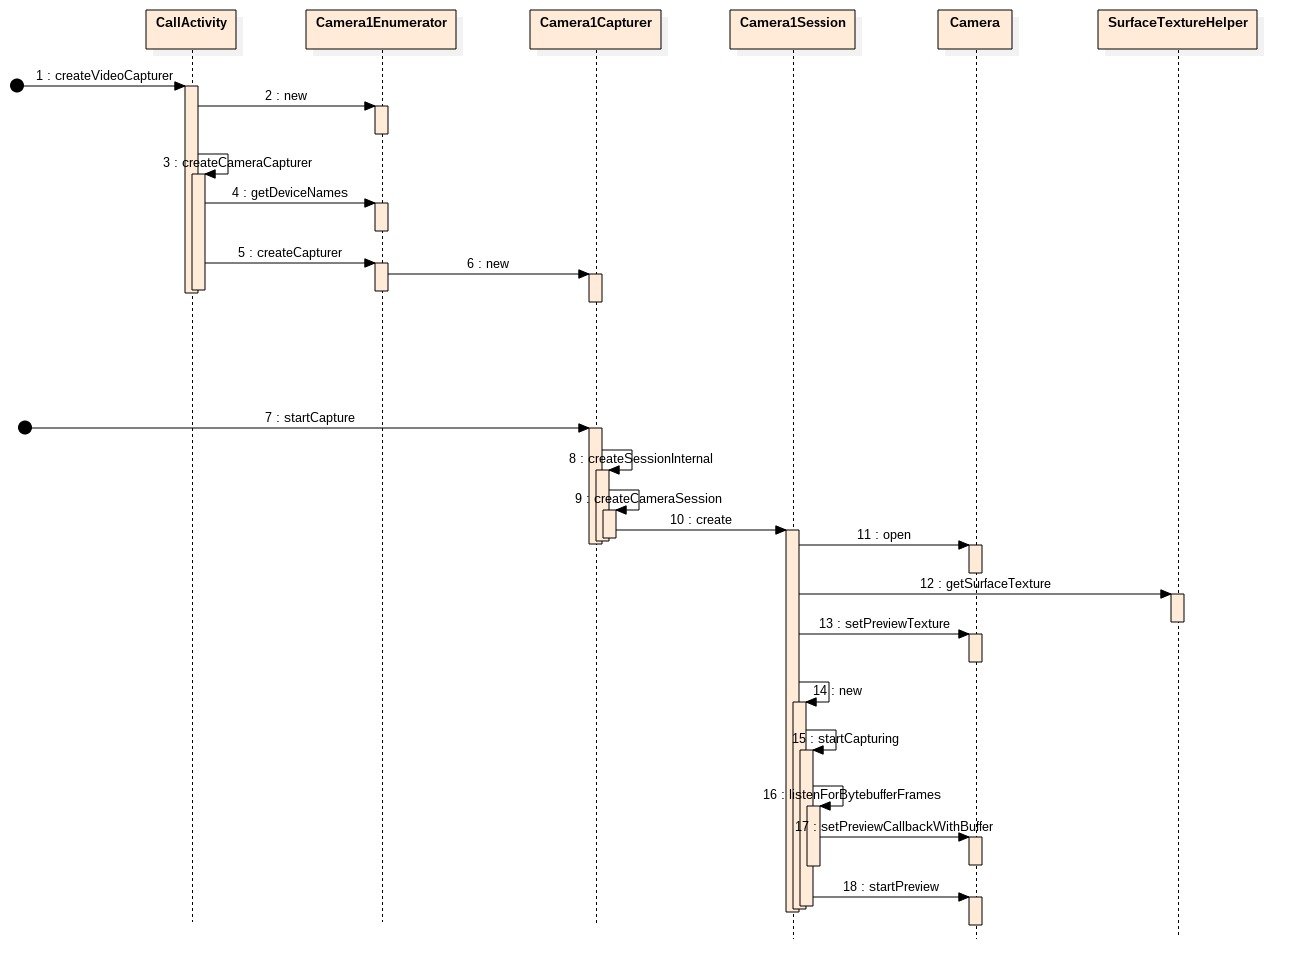 CallActivity
Camera1Enumerator
Camera1Capturer
Camera1Session
Camera
SurfaceTextureHelper
1 : createVideoCapturer
2 : new
3 : createCameraCapturer
4 : getDeviceNames
5 : createCapturer
6 : new
7 : startCapture
8 : createSessionInternal
9 : createCameraSession
10 : create
11 : open
12 : getSurfaceTexture
13 : setPreviewTexture
14 : new
15 : startCapturing
16 : listenForBytebufferFrames
17 : setPreviewCallbackWithBuffer
18 : startPreview